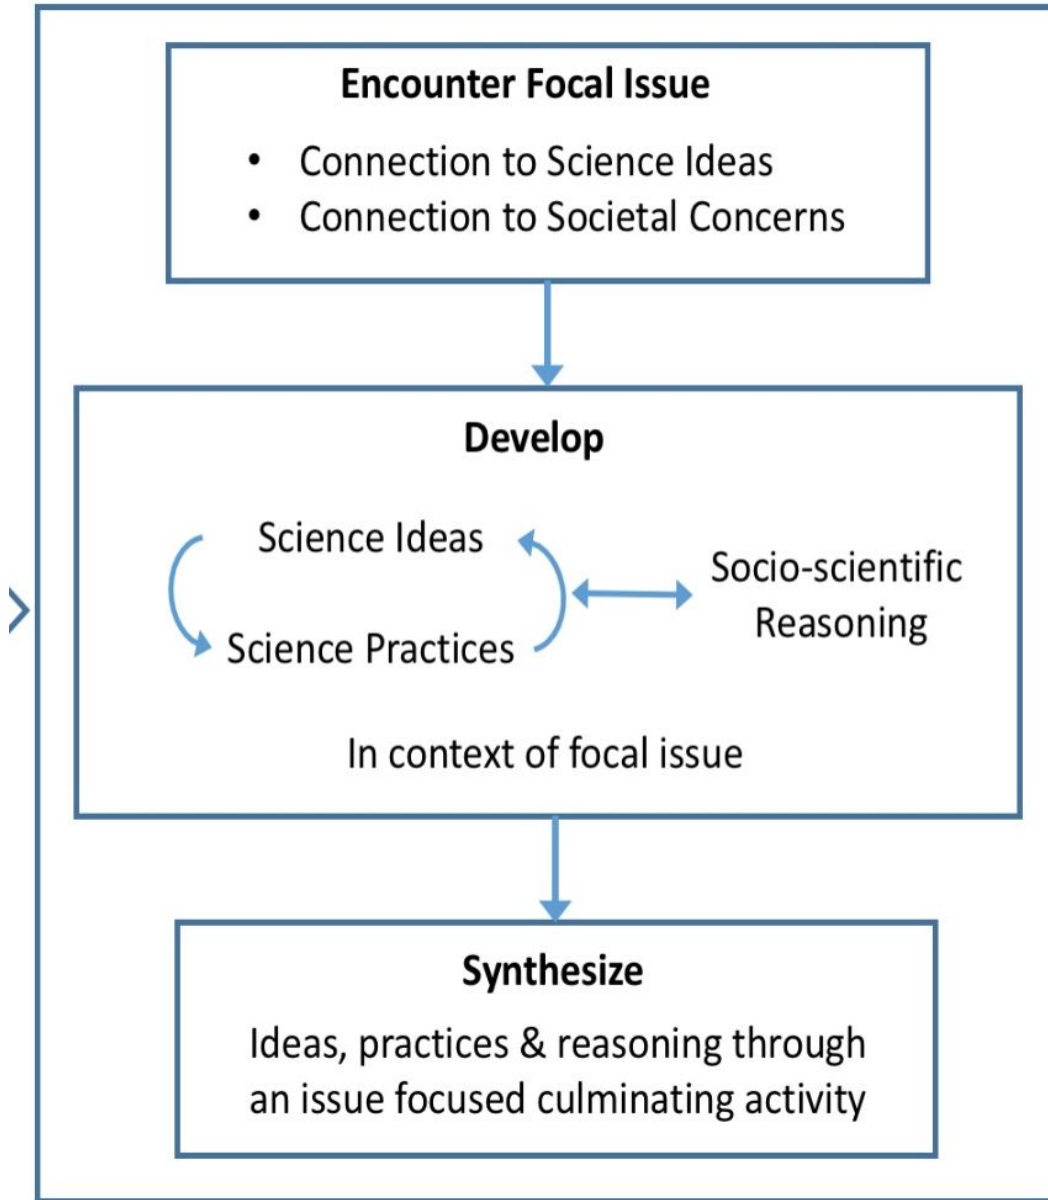 Encounter Focal Issue
• Connection to Science Ideas
• Connection to Societal Concerns
Develop
Science Ideas
Science Practices
Socio-scientific
Reasoning
In context of focal issue
Synthesize
Ideas, practices & reasoning through
an issue focused culminating activity